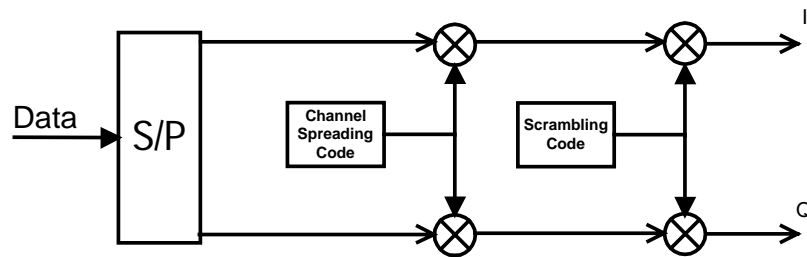 I
Data
S/P
Channel
Spreading
Code
Scrambling
Code
Q